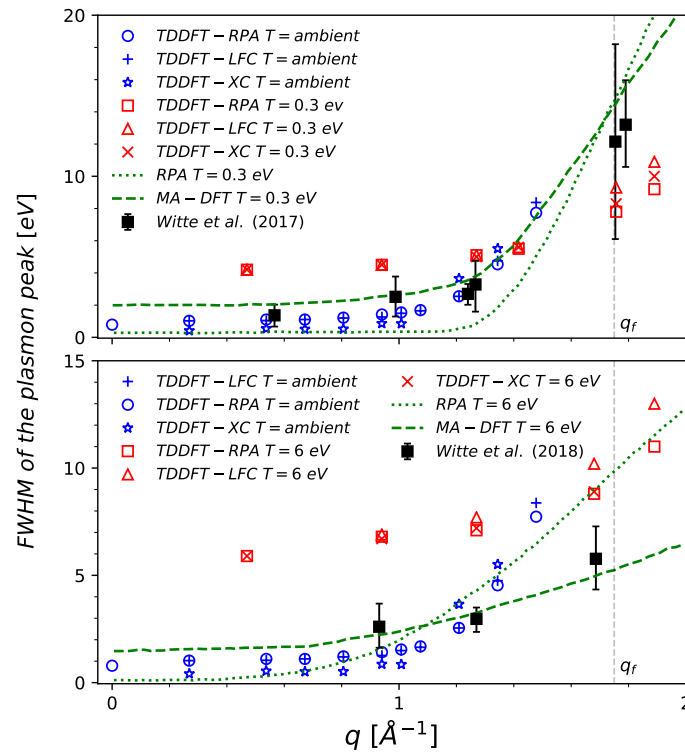 FWHM of the plasmon peak [eV]
20
15
10
5
0
TDDFT−RPA T=ambient
TDDFT−LFC T=ambient
TDDFT−XC T=ambient
TDDFT−RPA T=0.3 ev
TDDFT−LFC T=0.3 eV
TDDFT−XC T=0.3 eV
RPA T=0.3 eV
MA−DFT T=0.3 eV
Witte et al. (2017)
q_f
15
10
5
0
TDDFT−LFC T=ambient
TDDFT−RPA T=ambient
TDDFT−XC T=ambient
TDDFT−RPA T=6 eV
TDDFT−LFC T=6 eV
TDDFT−XC T=6 eV
RPA T=6 eV
MA−DFT T=6 eV
Witte et al. (2018)
q_f
0 1 2
q [Å⁻¹]